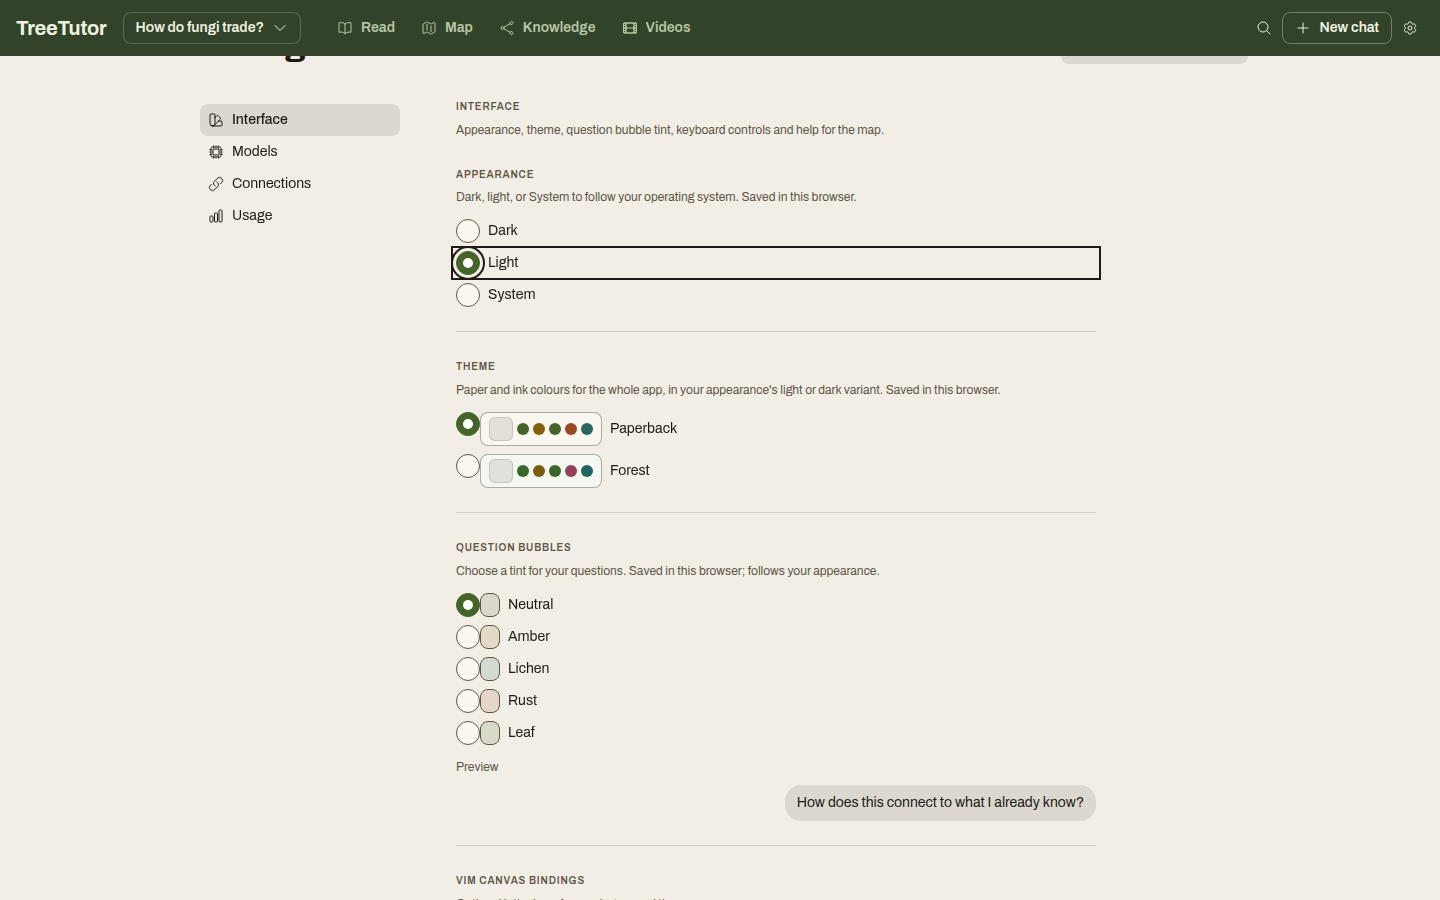 TreeTutor
How do fungi trade?
Read
Map
Knowledge
Videos
New chat
Interface
Models
Connections
Usage
INTERFACE
Appearance, theme, question bubble tint, keyboard controls and help for the map.
APPEARANCE
Dark, light, or System to follow your operating system. Saved in this browser.
Dark
Light
System
THEME
Paper and ink colours for the whole app, in your appearance's light or dark variant. Saved in this browser.
Paperback
Forest
QUESTION BUBBLES
Choose a tint for your questions. Saved in this browser; follows your appearance.
Neutral
Amber
Lichen
Rust
Leaf
Preview
How does this connect to what I already know?
VIM CANVAS BINDINGS